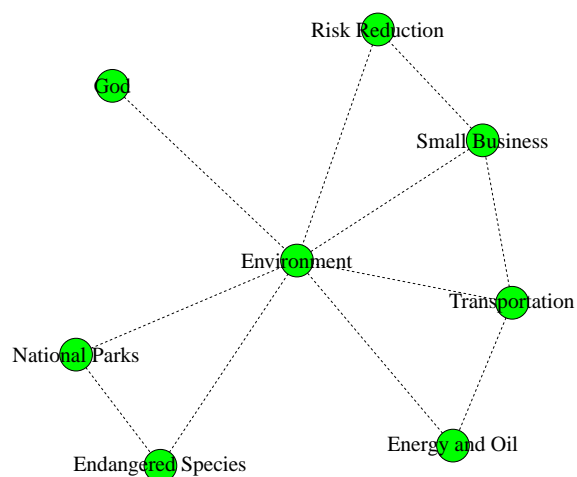 Risk Reduction
God
Small Business
Environment
Transportation
National Parks
Energy and Oil
Endangered Species